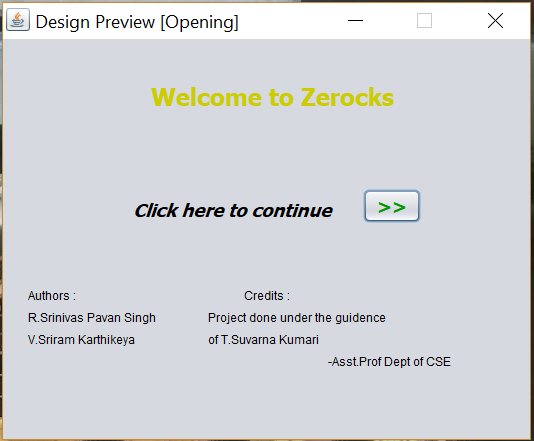 Design Preview [Opening]
Welcome to Zerocks
Click here to continue >>
Authors : Credits :
R.Srinivas Pavan Singh Project done under the guidence
V.Sriram Karthikeya of T.Suvarna Kumari
-Asst.Prof Dept of CSE